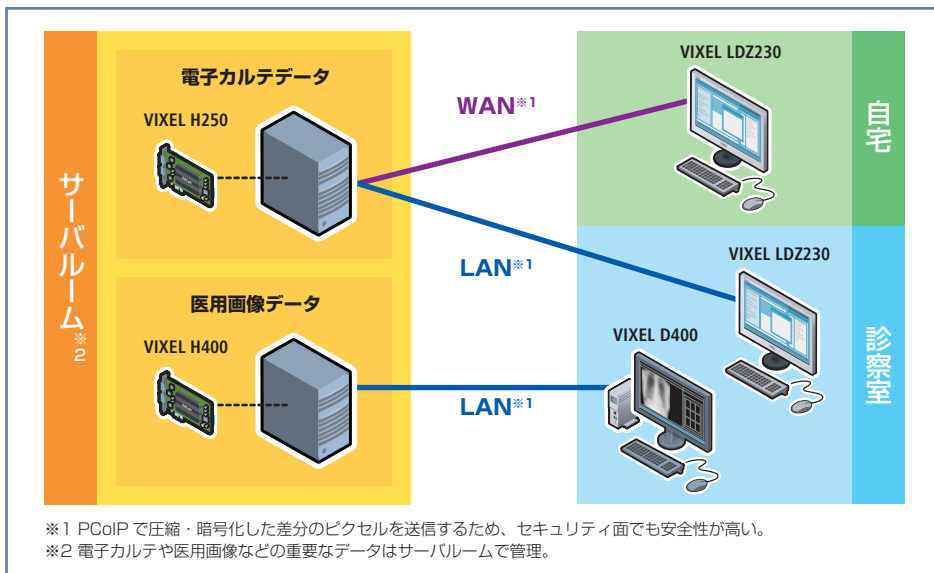 サーバルーム※2
電子カルテデータ
VIXEL H250
医用画像データ
VIXEL H400
WAN※1
LAN※1
LAN※1
VIXEL LDZ230
自宅
VIXEL LDZ230
VIXEL D400
診察室
※1 PCoIP で圧縮・暗号化した差分のピクセルを送信するため、セキュリティ面でも安全性が高い。
※2 電子カルテや医用画像などの重要なデータはサーバルームで管理。